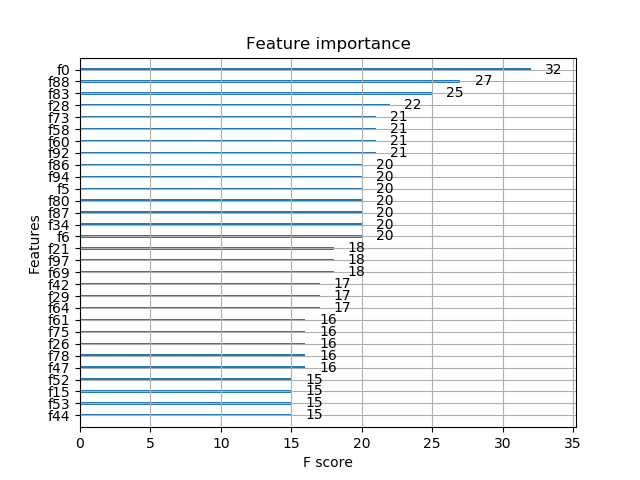 Feature importance
f0 32
f88 27
f83 25
f28 22
f73 21
f58 21
f60 21
f92 21
f86 20
f94 20
f5 20
f80 20
f87 20
f34 20
f6 20
f21 18
f97 18
f69 18
f42 17
f29 17
f64 17
f61 16
f75 16
f26 16
f78 16
f47 16
f52 15
f15 15
f53 15
f44 15
Features
0 5 10 15 20 25 30 35
F score